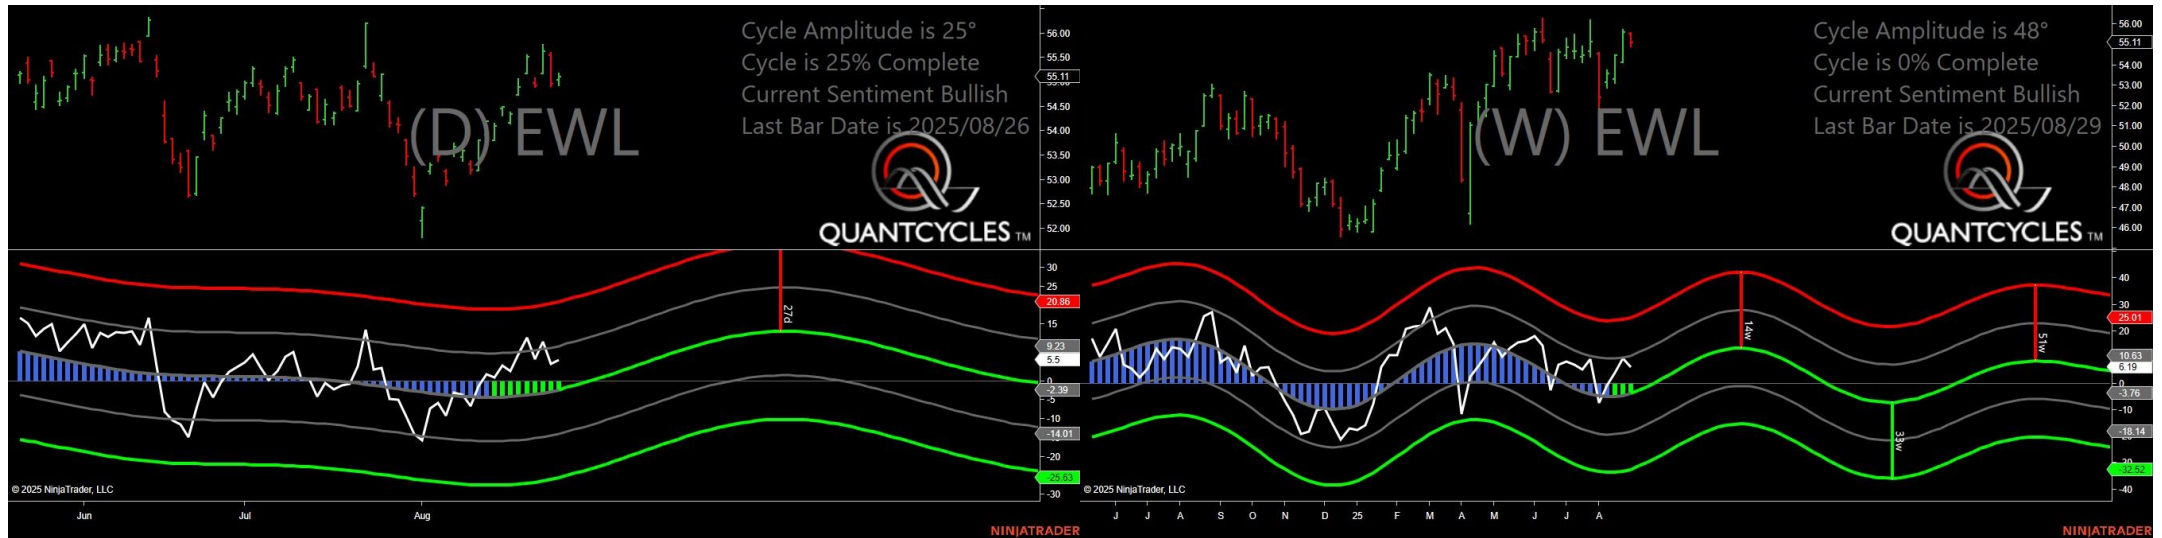 Cycle Amplitude is 25°
Cycle is 25% Complete
Current Sentiment Bullish
Last Bar Date is 2025/08/26
(D) EWL
QUANTCYCLES TM
56.00
55.50
55.11
54.50
54.00
53.50
53.00
52.50
52.00
30
25
20.86
15
9.23
5.5
0
-2.39
-5
-10
-14.01
-20
-25.63
-30
27d
© 2025 NinjaTrader, LLC
Jun
Jul
Aug
NINJATRADER
Cycle Amplitude is 48°
Cycle is 0% Complete
Current Sentiment Bullish
Last Bar Date is 2025/08/29
(W) EWL
QUANTCYCLES TM
56.00
55.11
54.00
53.00
52.00
51.00
50.00
49.00
48.00
47.00
46.00
40
30
25.01
20
10.63
6.19
0
-3.76
-10
-18.14
-32.52
-40
14w
33w
51w
© 2025 NinjaTrader, LLC
J J A S O N D 25 F M A M J J A
NINJATRADER